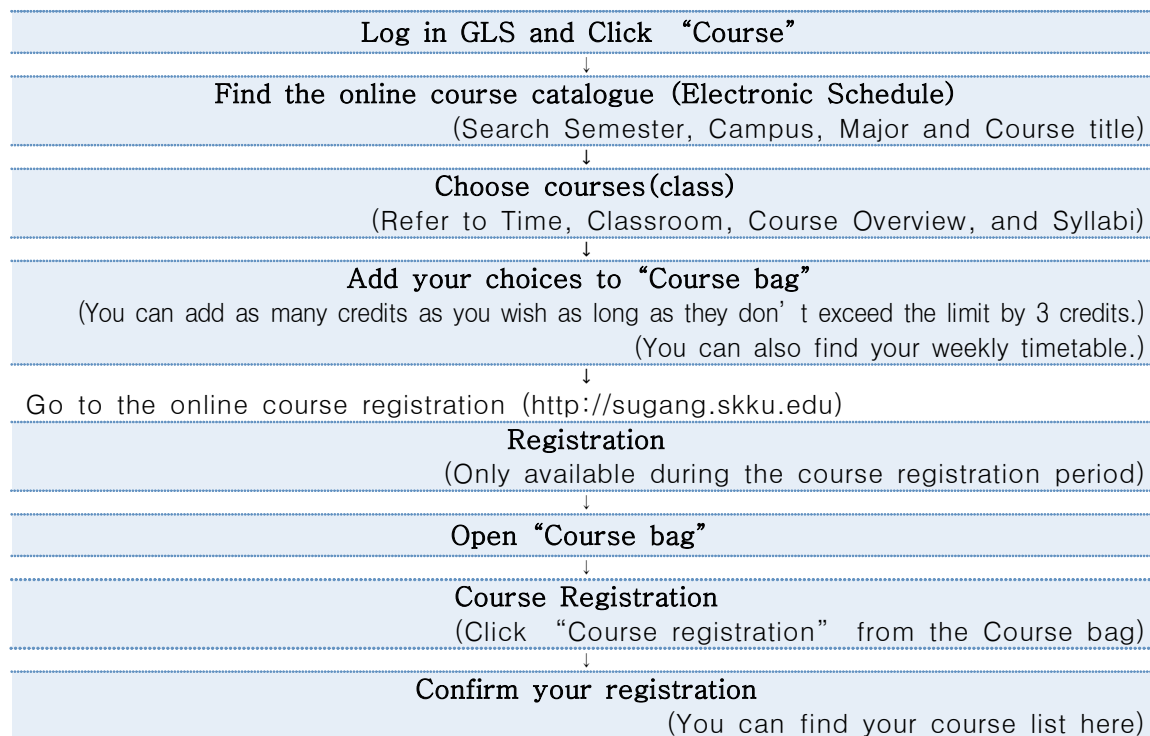 Log in GLS and Click “Course”
↓
Find the online course catalogue (Electronic Schedule)
(Search Semester, Campus, Major and Course title)
↓
Choose courses(class)
(Refer to Time, Classroom, Course Overview, and Syllabi)
↓
Add your choices to “Course bag”
(You can add as many credits as you wish as long as they don’ t exceed the limit by 3 credits.)
(You can also find your weekly timetable.)
↓
Go to the online course registration (http://sugang.skku.edu)
Registration
(Only available during the course registration period)
↓
Open “Course bag”
↓
Course Registration
(Click “Course registration” from the Course bag)
↓
Confirm your registration
(You can find your course list here)